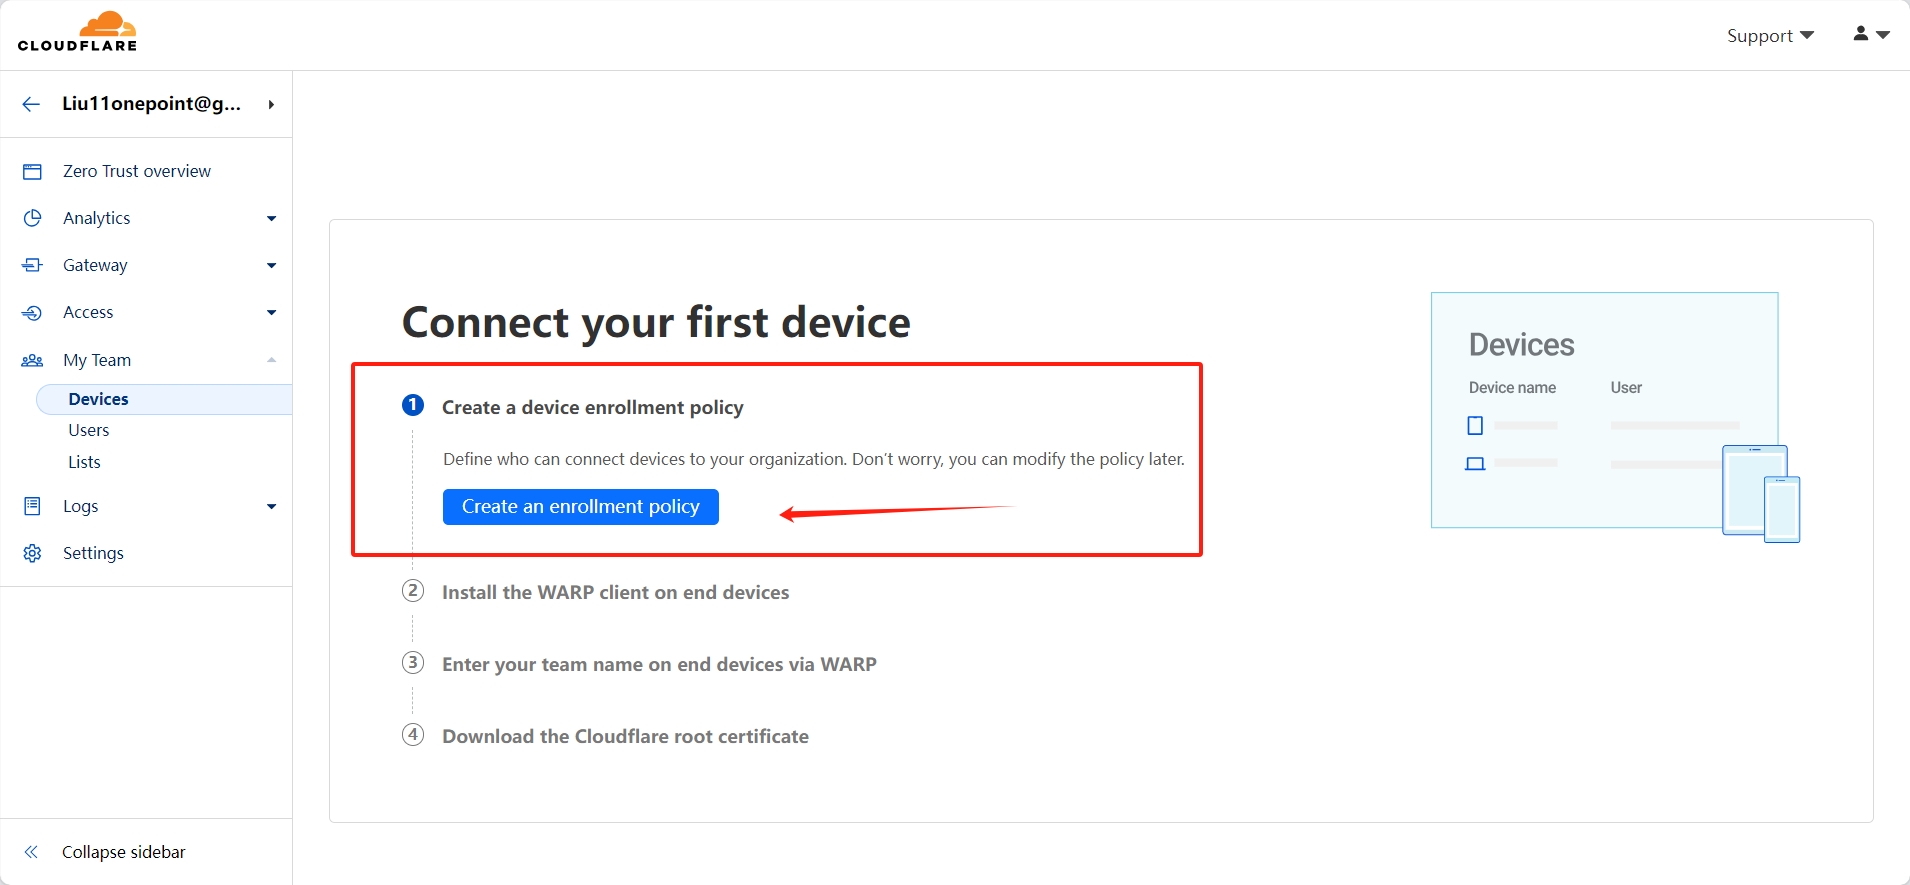 CLOUDFLARE
Support
Liu11onepoint@g...
Zero Trust overview
Analytics
Gateway
Access
My Team
Devices
Users
Lists
Logs
Settings
Collapse sidebar
Connect your first device
1 Create a device enrollment policy
Define who can connect devices to your organization. Don't worry, you can modify the policy later.
Create an enrollment policy
2 Install the WARP client on end devices
3 Enter your team name on end devices via WARP
4 Download the Cloudflare root certificate
Devices
Device name User